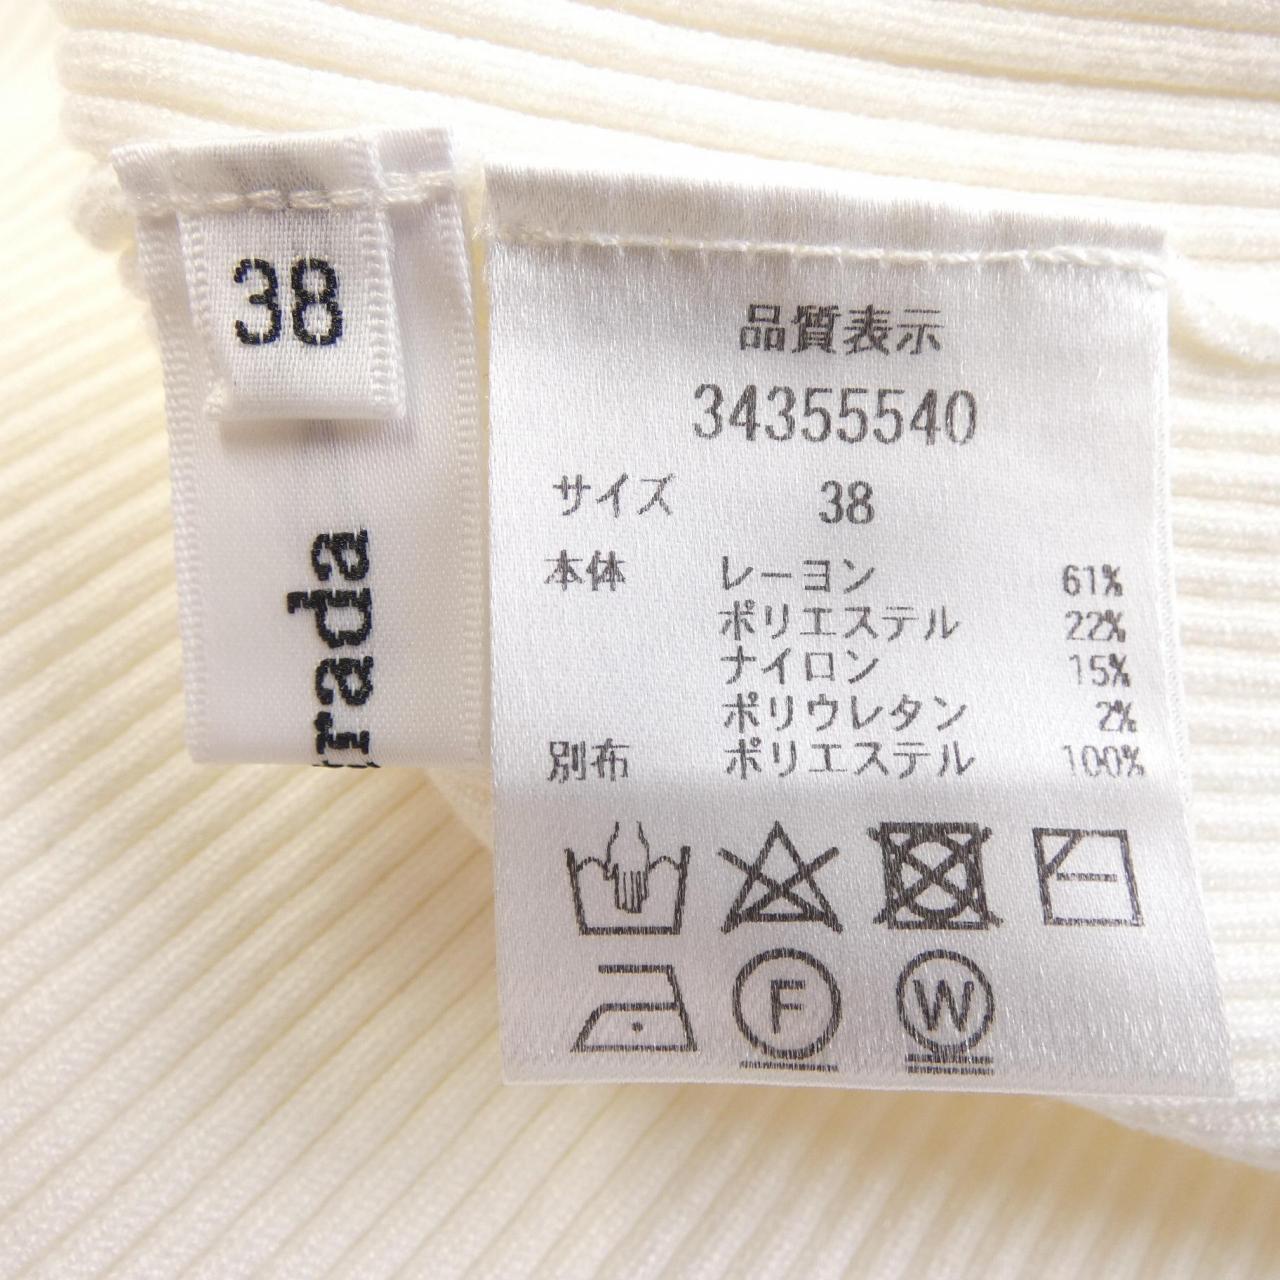 38
rada
品質表示
34355540
サイズ 38
本体 レーヨン 61%
ポリエステル 22%
ナイロン 15%
ポリウレタン 2%
別布 ポリエステル 100%
F W